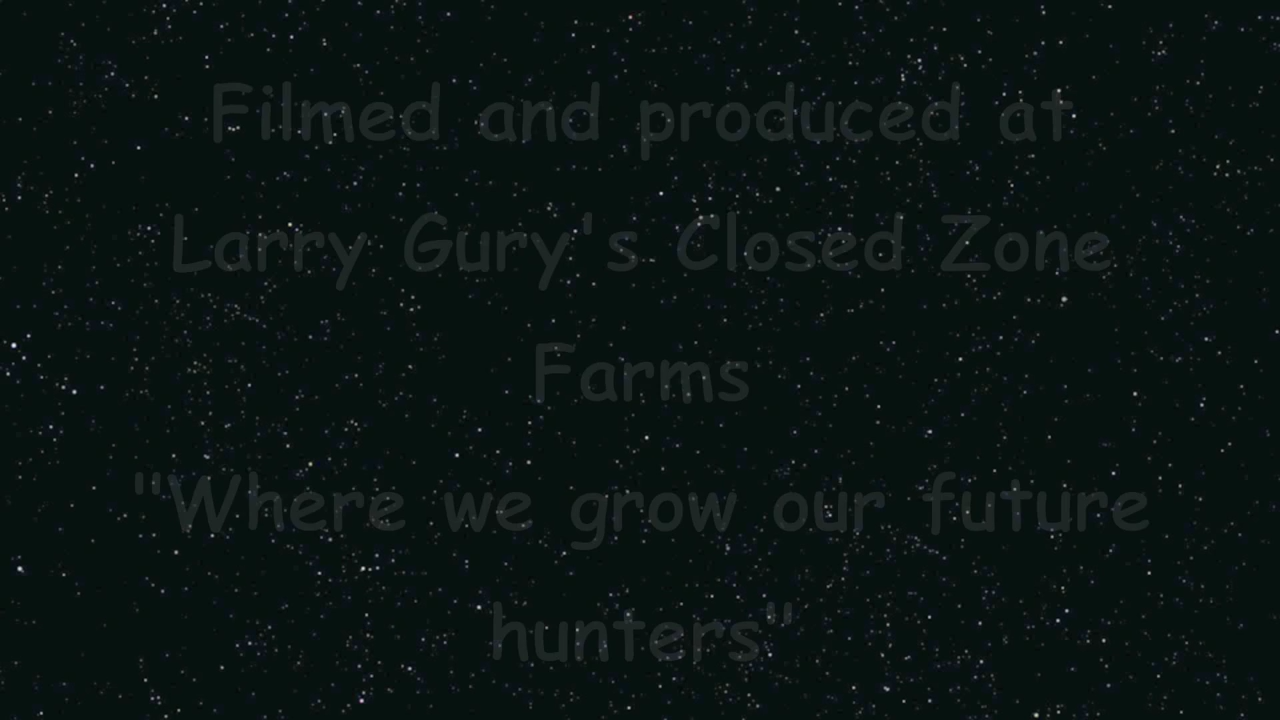 Filmed and produced at
Larry Gury's Closed Zone
Farms
"Where we grow our future
hunters"